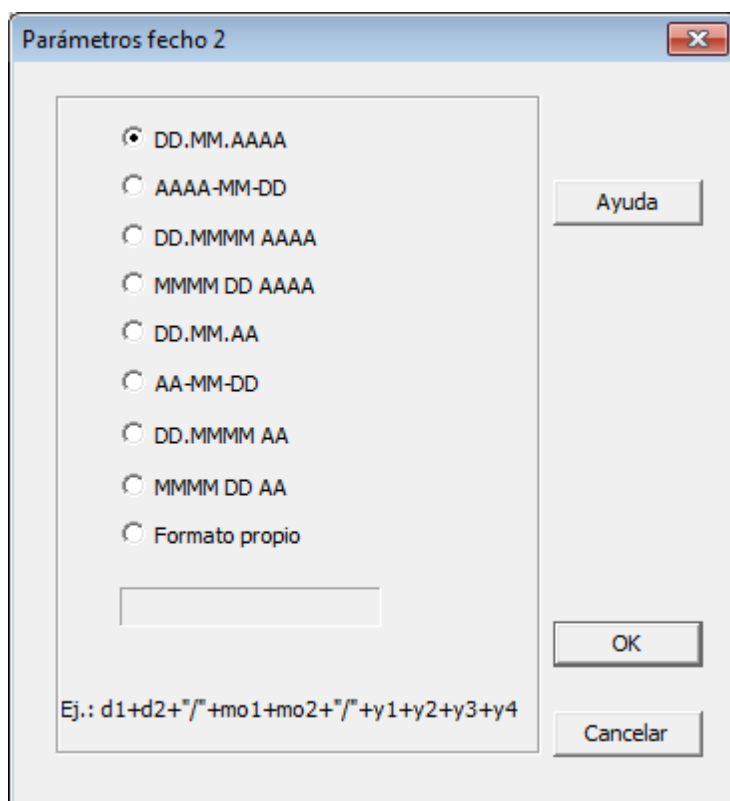 Parámetros fecho 2
DD.MM.AAAA
AAAA-MM-DD
DD.MMMM AAAA
MMMM DD AAAA
DD.MM.AA
AA-MM-DD
DD.MMMM AA
MMMM DD AA
Formato propio
Ej.: d1+d2+"/"+mo1+mo2+"/"+y1+y2+y3+y4
Ayuda
OK
Cancelar